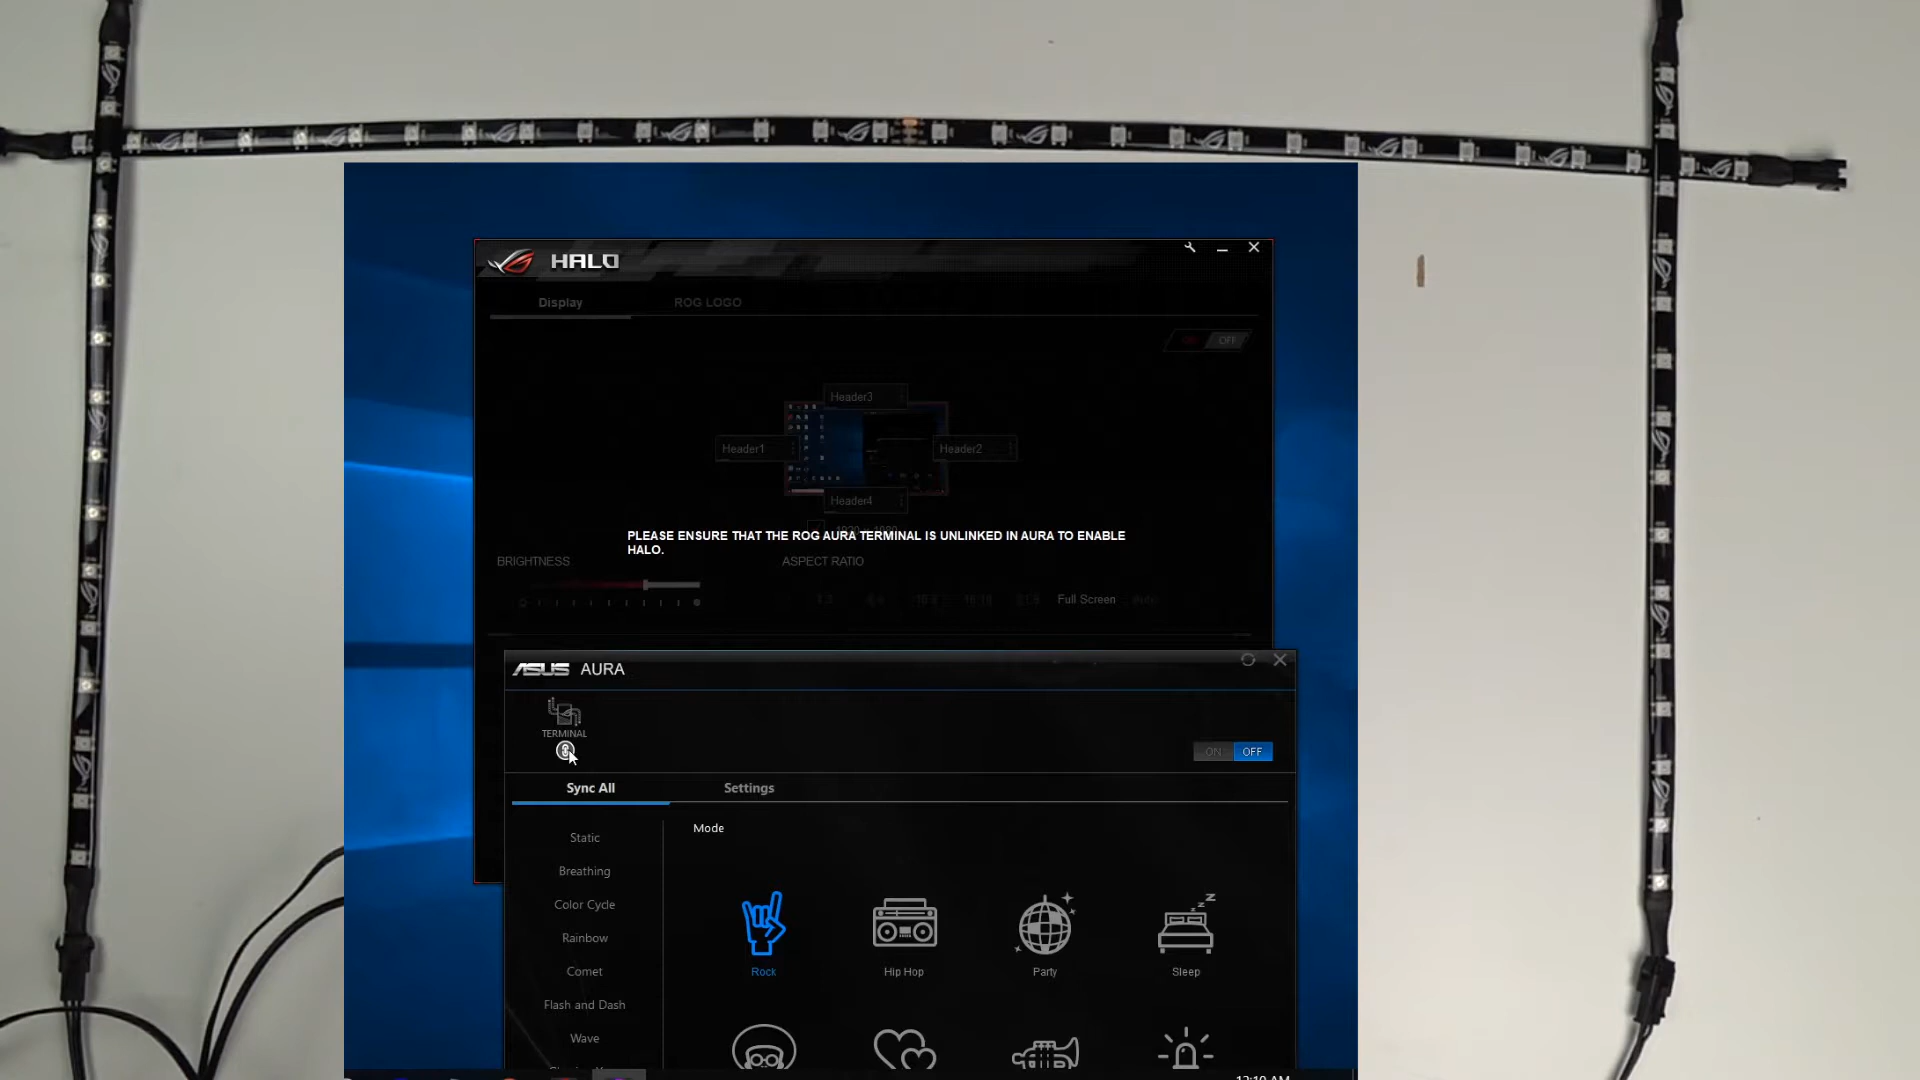 HALO
Display
ROG LOGO
OFF
Header3
Header1
Header2
Header4
PLEASE ENSURE THAT THE ROG AURA TERMINAL IS UNLINKED IN AURA TO ENABLE
HALO.
BRIGHTNESS
ASPECT RATIO
Full Screen
ASUS AURA
TERMINAL
ON OFF
Sync All
Settings
Static
Breathing
Color Cycle
Rainbow
Comet
Flash and Dash
Wave
Mode
Rock
Hip Hop
Party
Sleep